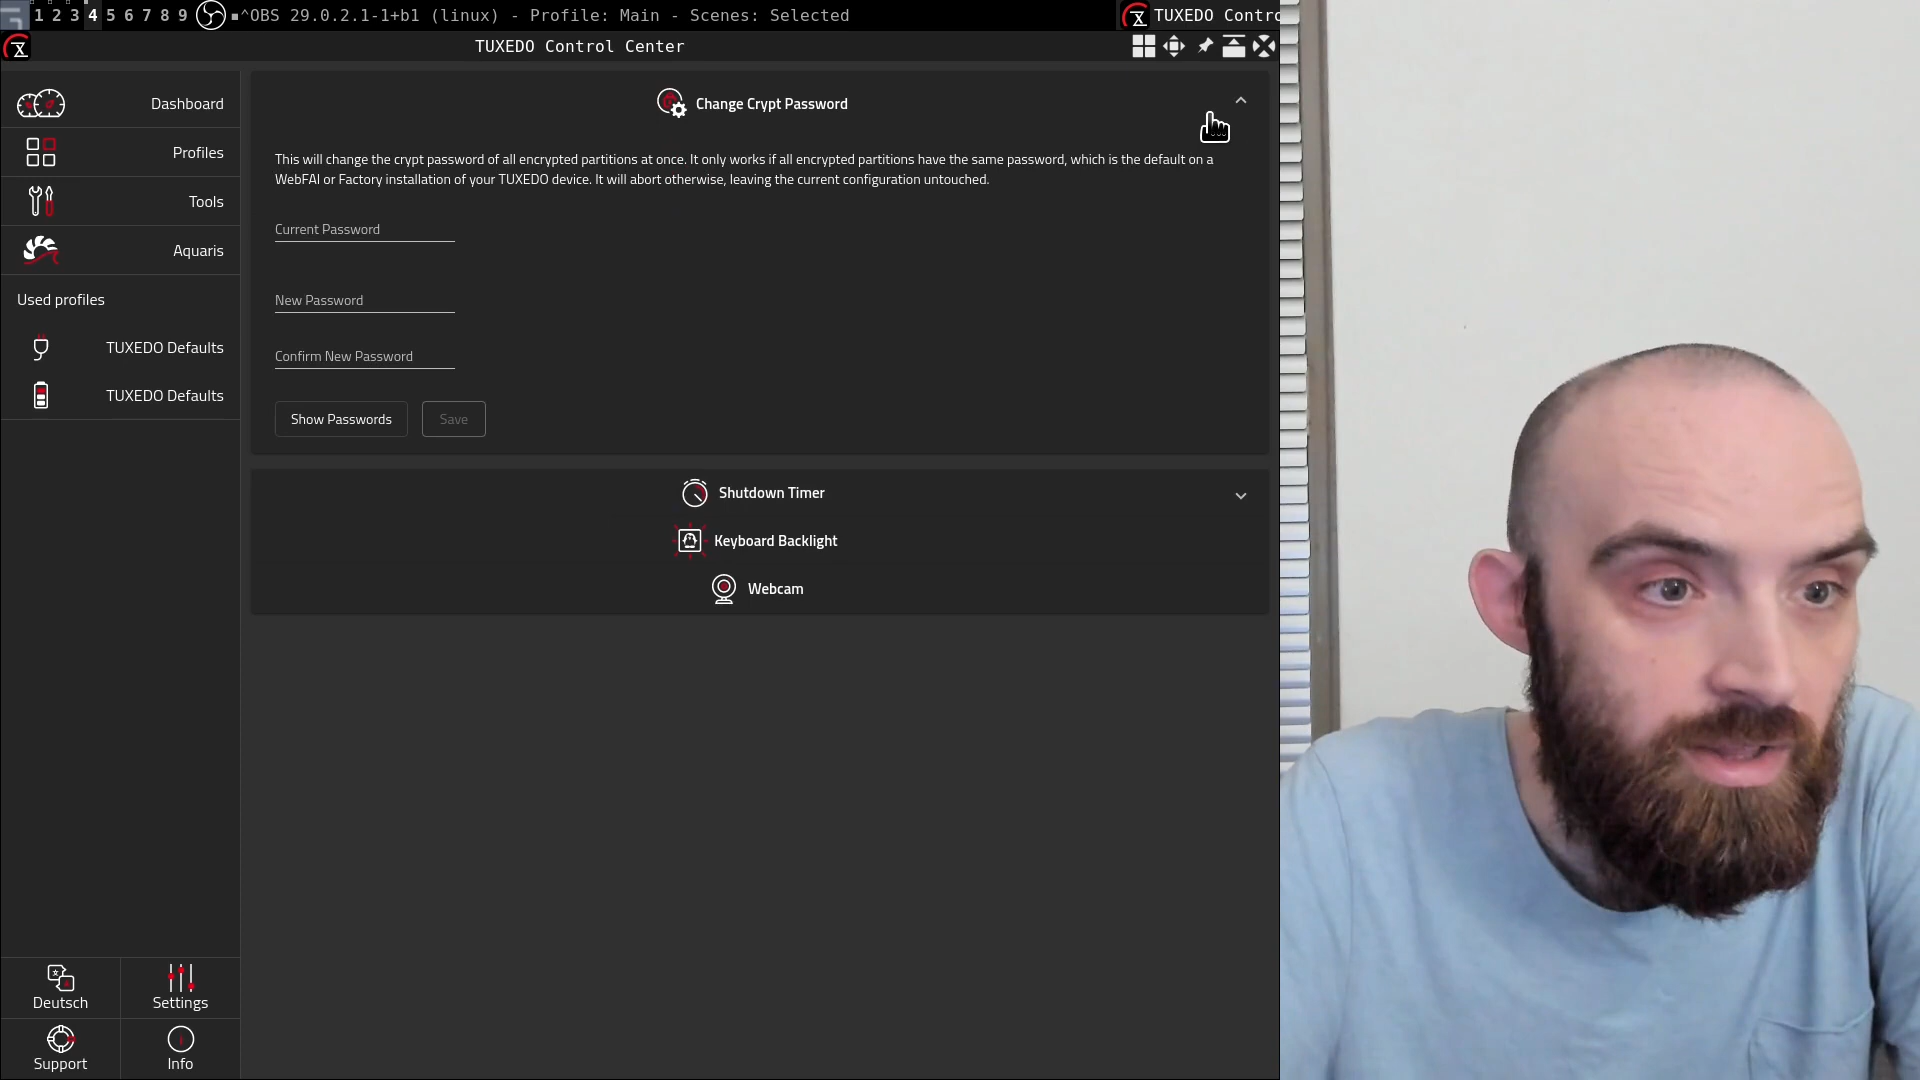 1 2 3 4 5 6 7 8 9 ^OBS 29.0.2.1-1+b1 (linux) - Profile: Main - Scenes: Selected
TUXEDO Contro
TUXEDO Control Center
Dashboard
Profiles
Tools
Aquaris
Used profiles
TUXEDO Defaults
TUXEDO Defaults
Deutsch
Settings
Support
Info
Change Crypt Password
This will change the crypt password of all encrypted partitions at once. It only works if all encrypted partitions have the same password, which is the default on a
WebFAI or Factory installation of your TUXEDO device. It will abort otherwise, leaving the current configuration untouched.
Current Password
New Password
Confirm New Password
Show Passwords
Save
Shutdown Timer
Keyboard Backlight
Webcam